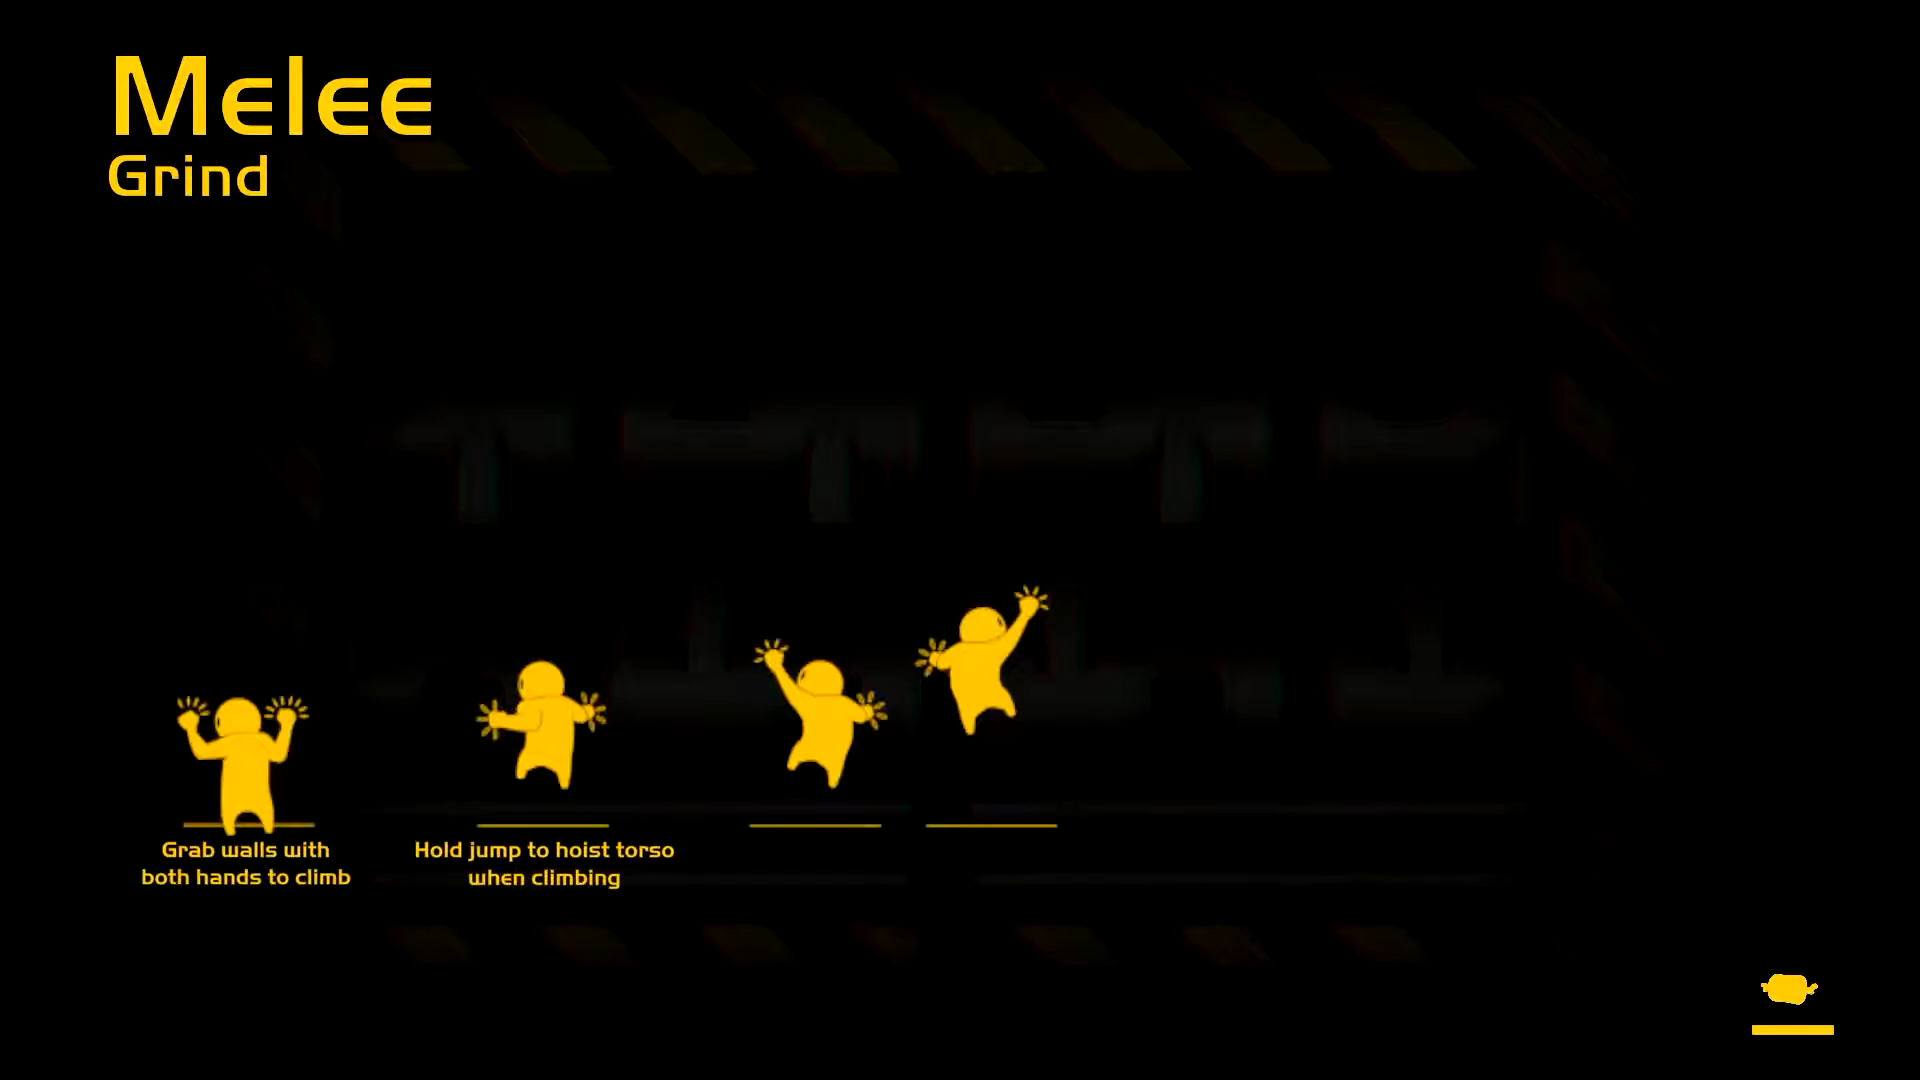 Melee
Grind
Grab walls with
both hands to climb
Hold jump to hoist torso
when climbing